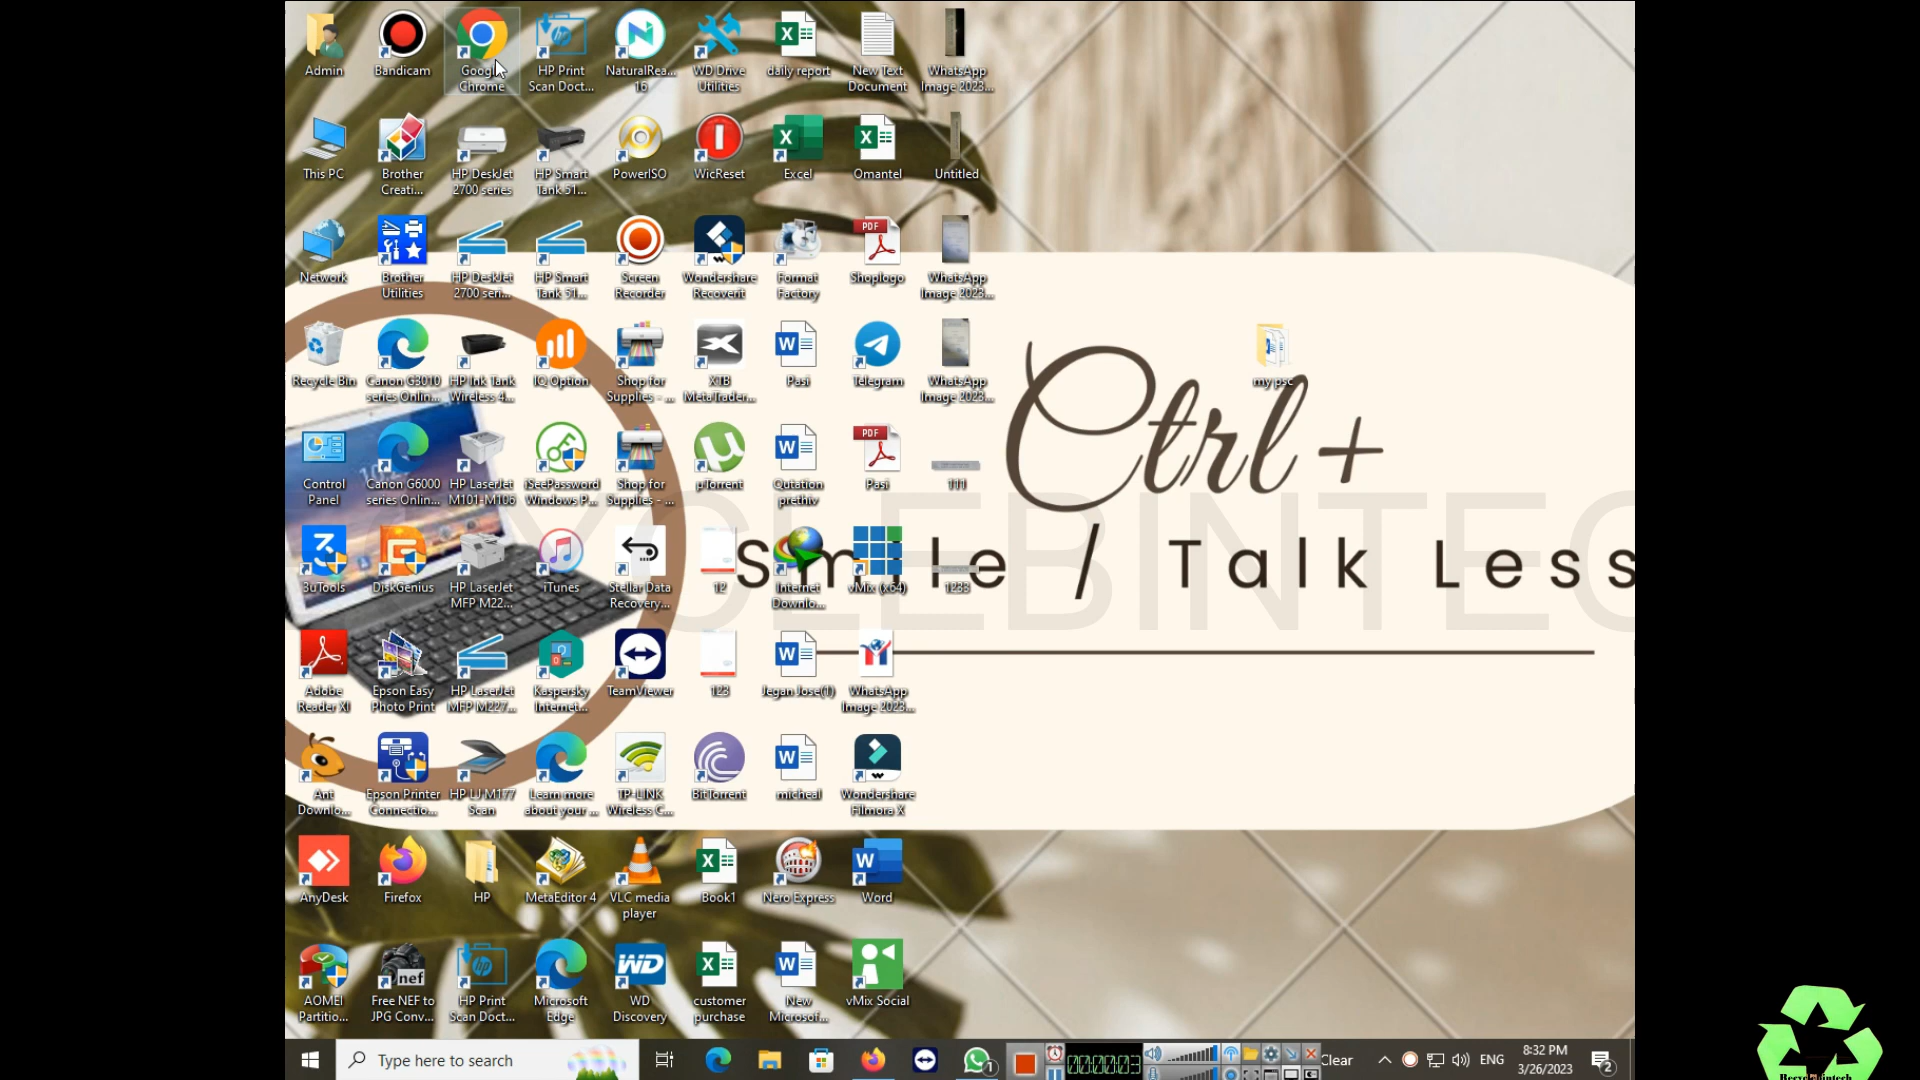 Admin
Bandicam
Google Chrome
HP Print Scan Doct...
NaturalRea... 16
WD Drive Utilities
daily report
New Text Document
WhatsApp Image 2023...
This PC
Brother Creati...
HP DeskJet 2700 series
HP Smart Tank 51...
PowerISO
WicReset
Excel
Omantel
Untitled
Network
Brother Utilities
HP DeskJet 2700 seri...
HP Smart Tank 51...
Screen Recorder
Wondershare Recoverit
Format Factory
Shoplogo
WhatsApp Image 2023...
Recycle Bin
Canon G3010 series Onlin...
HP Ink Tank Wireless 4...
IQ Option
Shop for Supplies - ...
XTB MetaTrader...
Pasi
Telegram
WhatsApp Image 2023...
my psc
Ctrl+
Control Panel
Canon G6000 series Onlin...
HP LaserJet M101-M106
iSeePassword Windows P...
Shop for Supplies - ...
µTorrent
Qutation prethiv
Pasi
111
Smile / Talk Less
3uTools
DiskGenius
HP LaserJet MFP M22...
iTunes
Stellar Data Recovery...
12
Internet Downlo...
vMix (x64)
1233
Adobe Reader XI
Epson Easy Photo Print
HP LaserJet MFP M227...
Kaspersky Internet...
TeamViewer
123
Jegan Jose(1)
WhatsApp Image 2023...
Ant Downlo...
Epson Printer Connectio...
HP LJ M177 Scan
Learn more about your ...
TP-LINK Wireless C...
BitTorrent
micheal
Wondershare Filmora X
AnyDesk
Firefox
HP
MetaEditor 4
VLC media player
Book1
Nero Express
Word
AOMEI Partitio...
Free NEF to JPG Conv...
HP Print Scan Doct...
Microsoft Edge
WD Discovery
customer purchase
New Microsof...
vMix Social
Type here to search
00:00:03
Clear
ENG
8:32 PM
3/26/2023
2